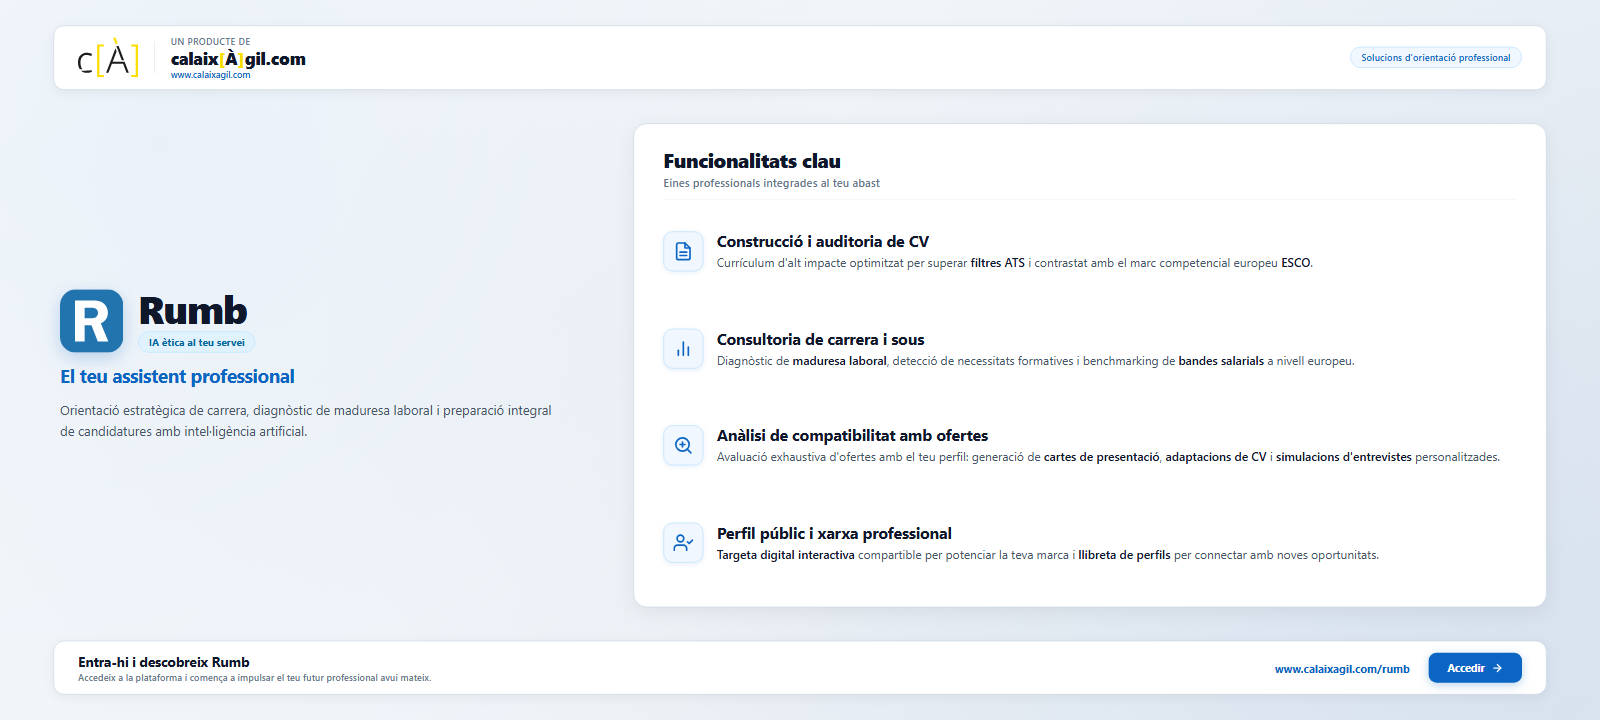 c[À]
UN PRODUCTE DE
calaix[À]gil.com
www.calaixagil.com
Solucions d'orientació professional
R
Rumb
IA ètica al teu servei
El teu assistent professional
Orientació estratègica de carrera, diagnòstic de maduresa laboral i preparació integral
de candidatures amb intel·ligència artificial.
Funcionalitats clau
Eines professionals integrades al teu abast
Construcció i auditoria de CV
Currículum d'alt impacte optimitzat per superar filtres ATS i contrastat amb el marc competencial europeu ESCO.
Consultoria de carrera i sous
Diagnòstic de maduresa laboral, detecció de necessitats formatives i benchmarking de bandes salarials a nivell europeu.
Anàlisi de compatibilitat amb ofertes
Avaluació exhaustiva d'ofertes amb el teu perfil: generació de cartes de presentació, adaptacions de CV i simulacions d'entrevistes personalitzades.
Perfil públic i xarxa professional
Targeta digital interactiva compartible per potenciar la teva marca i llibreta de perfils per connectar amb noves oportunitats.
Entra-hi i descobreix Rumb
Accedeix a la plataforma i comença a impulsar el teu futur professional avui mateix.
www.calaixagil.com/rumb
Accedir →